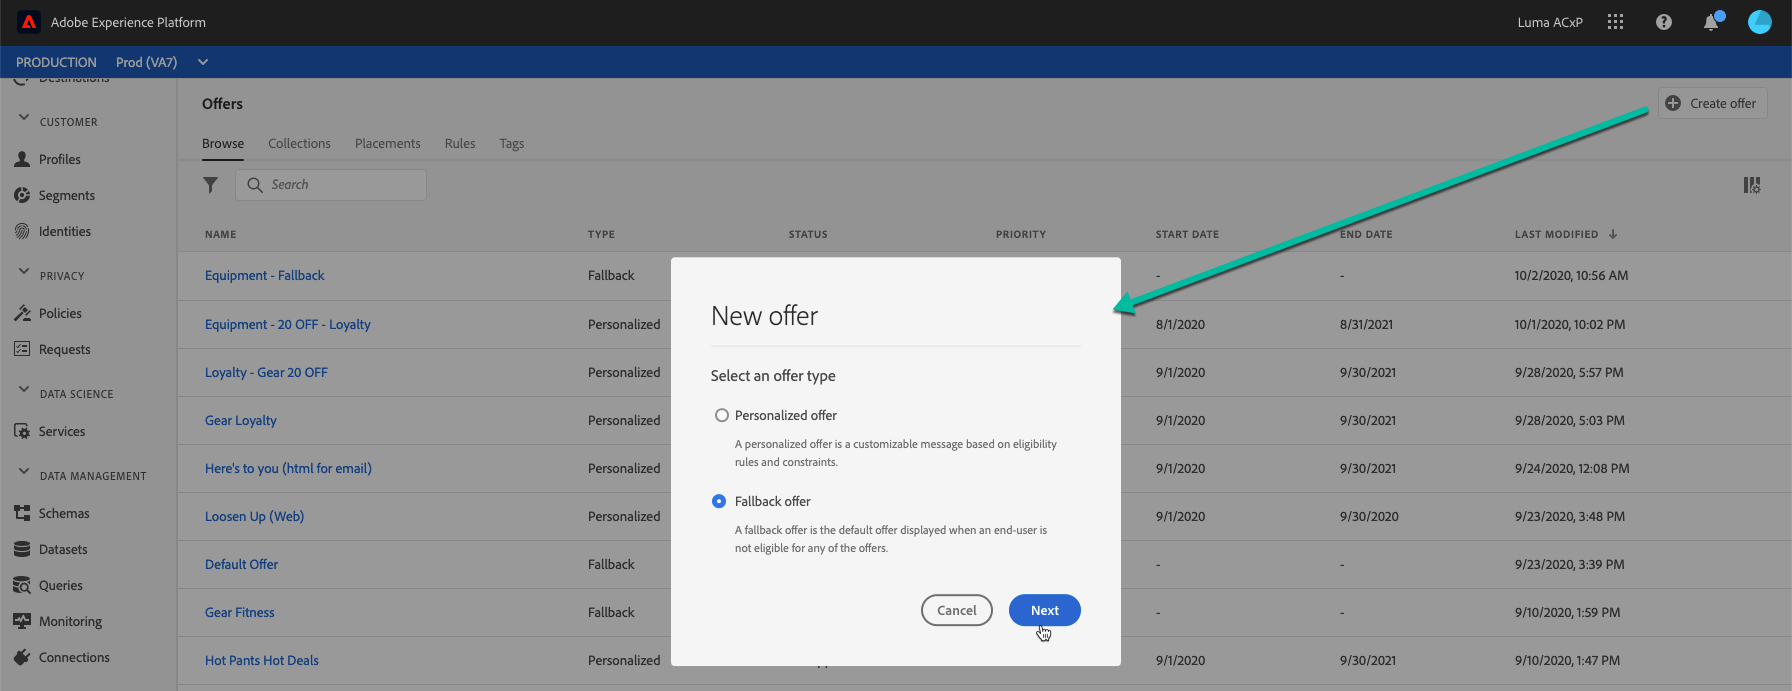 Adobe Experience Platform
Luma ACxP
PRODUCTION Prod (VA7)
Destinations
CUSTOMER
Profiles
Segments
Identities
PRIVACY
Policies
Requests
DATA SCIENCE
Services
DATA MANAGEMENT
Schemas
Datasets
Queries
Monitoring
Connections
Offers
Create offer
Browse Collections Placements Rules Tags
Search
NAME TYPE STATUS PRIORITY START DATE END DATE LAST MODIFIED
Equipment - Fallback Fallback - - 10/2/2020, 10:56 AM
Equipment - 20 OFF - Loyalty Personalized 8/1/2020 8/31/2021 10/1/2020, 10:02 PM
Loyalty - Gear 20 OFF Personalized 9/1/2020 9/30/2021 9/28/2020, 5:57 PM
Gear Loyalty Personalized 9/1/2020 9/30/2021 9/28/2020, 5:03 PM
Here's to you (html for email) Personalized 9/1/2020 9/30/2021 9/24/2020, 12:08 PM
Loosen Up (Web) Personalized 9/1/2020 9/30/2020 9/23/2020, 3:48 PM
Default Offer Fallback - - 9/23/2020, 3:39 PM
Gear Fitness Fallback - - 9/10/2020, 1:59 PM
Hot Pants Hot Deals Personalized 9/1/2020 9/30/2021 9/10/2020, 1:47 PM
New offer
Select an offer type
Personalized offer
A personalized offer is a customizable message based on eligibility
rules and constraints.
Fallback offer
A fallback offer is the default offer displayed when an end-user is
not eligible for any of the offers.
Cancel Next